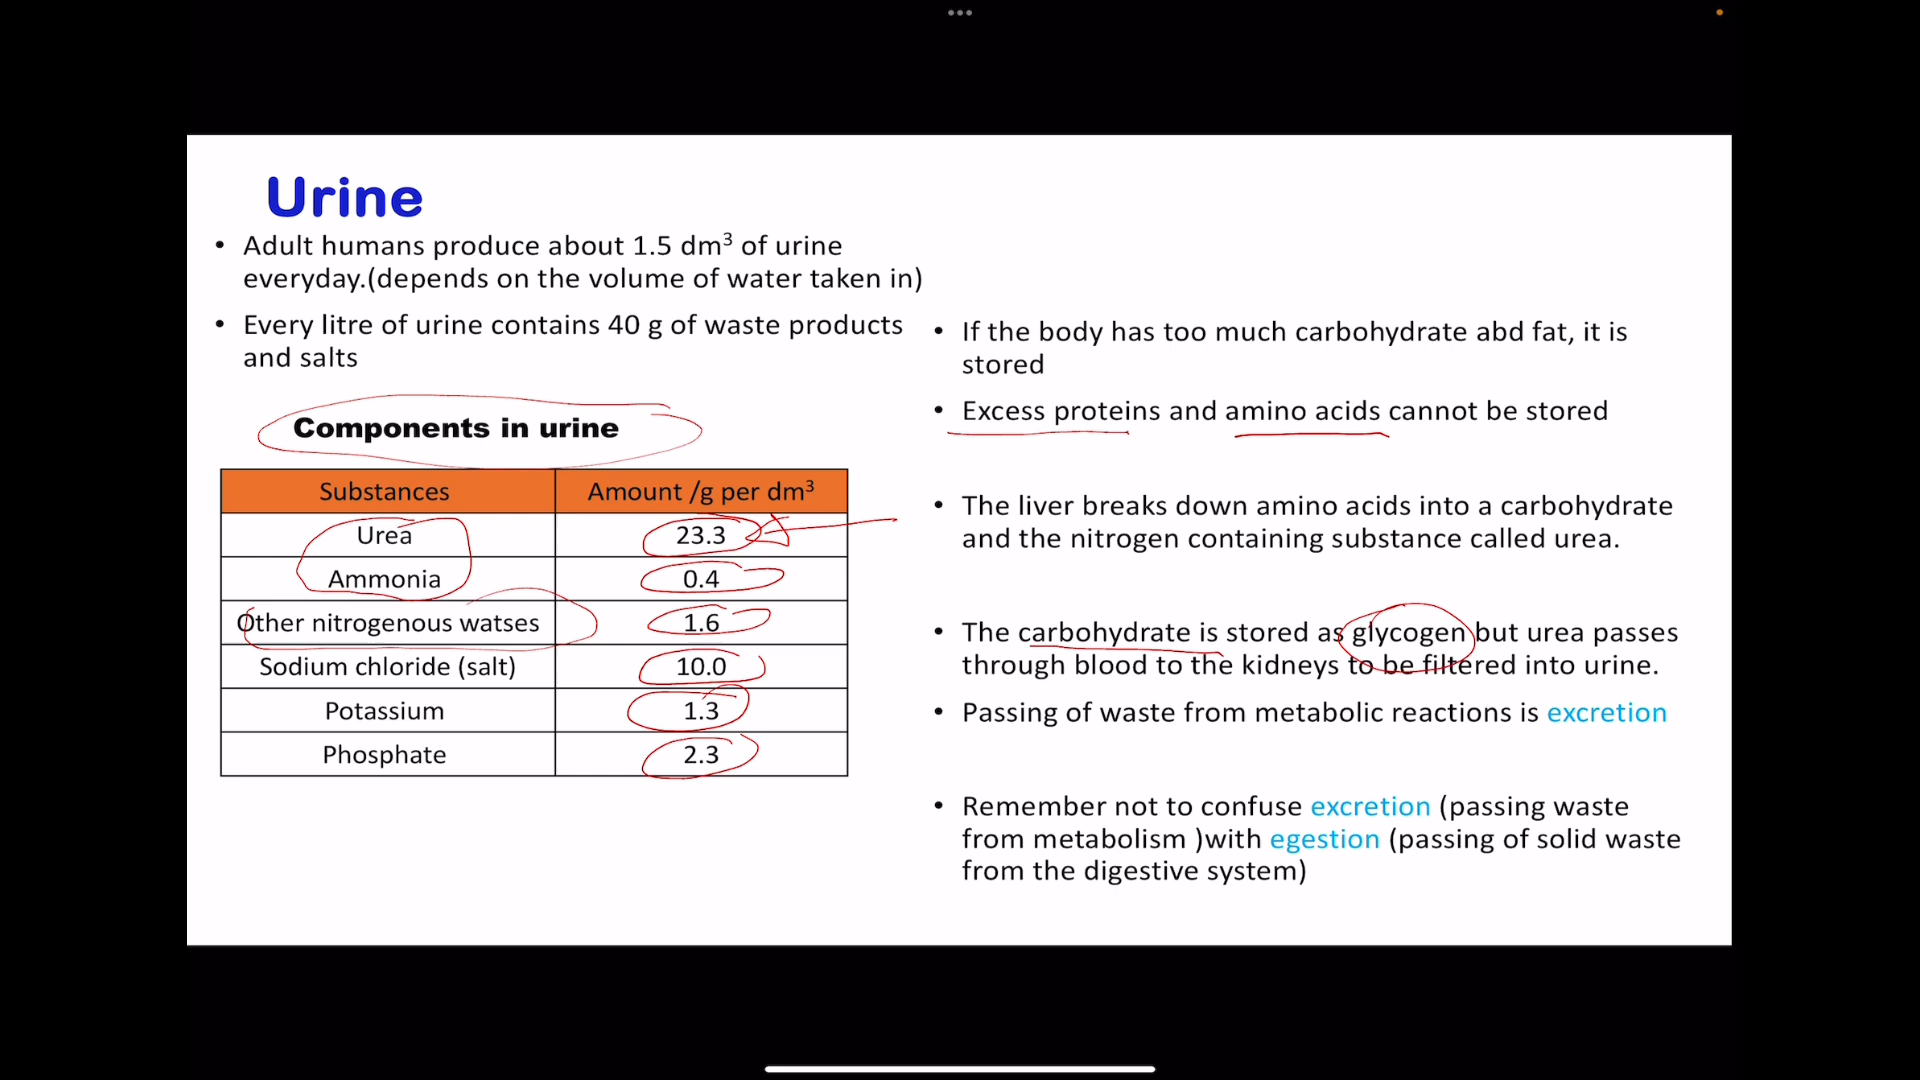 Urine
• Adult humans produce about 1.5 dm³ of urine
everyday.(depends on the volume of water taken in)
• Every litre of urine contains 40 g of waste products
and salts
Components in urine
Substances Amount /g per dm³
Urea 23.3
Ammonia 0.4
Other nitrogenous watses 1.6
Sodium chloride (salt) 10.0
Potassium 1.3
Phosphate 2.3
• If the body has too much carbohydrate abd fat, it is
stored
• Excess proteins and amino acids cannot be stored
• The liver breaks down amino acids into a carbohydrate
and the nitrogen containing substance called urea.
• The carbohydrate is stored as glycogen but urea passes
through blood to the kidneys to be filtered into urine.
• Passing of waste from metabolic reactions is excretion
• Remember not to confuse excretion (passing waste
from metabolism )with egestion (passing of solid waste
from the digestive system)